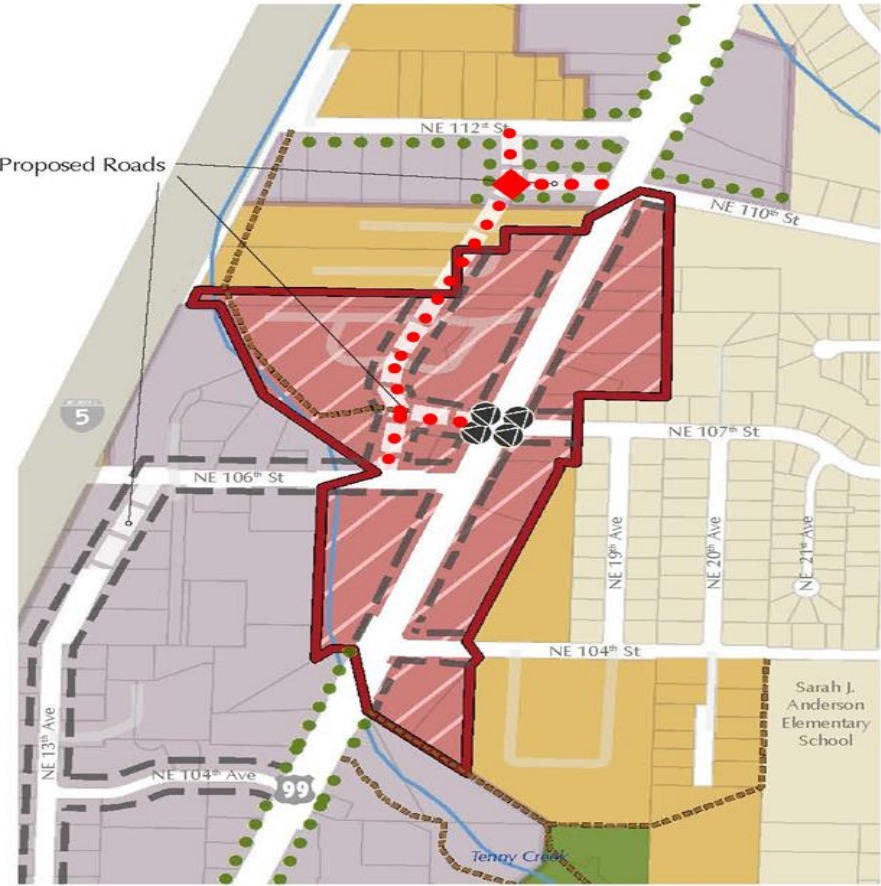 NE 112th St
Proposed Roads
NE 110th St
5
NE 107th St
NE 106th St
NE 19th Ave
NE 20th Ave
NE 21st Ave
NE 104th St
Sarah J.
Anderson
Elementary
School
NE 13th Ave
NE 104th Ave
99
Tenny Creek